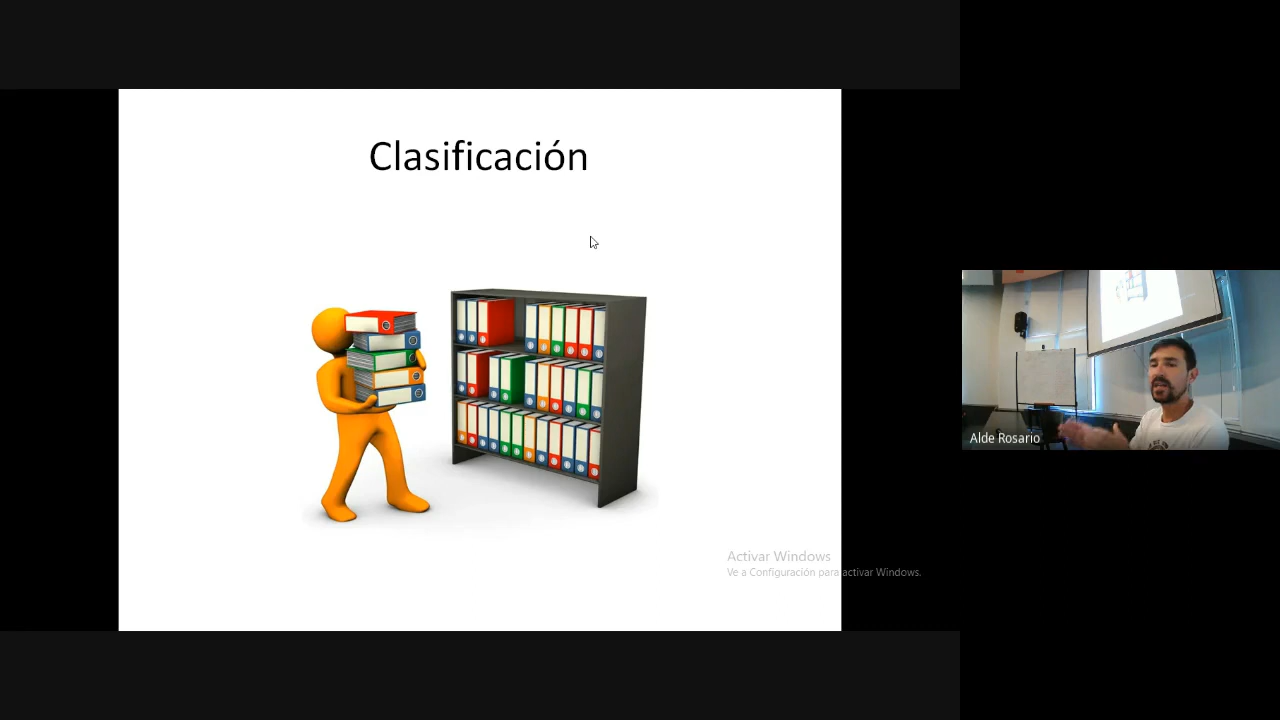 Clasificación
Activar Windows
Ve a Configuración para activar Windows.
Alde Rosario